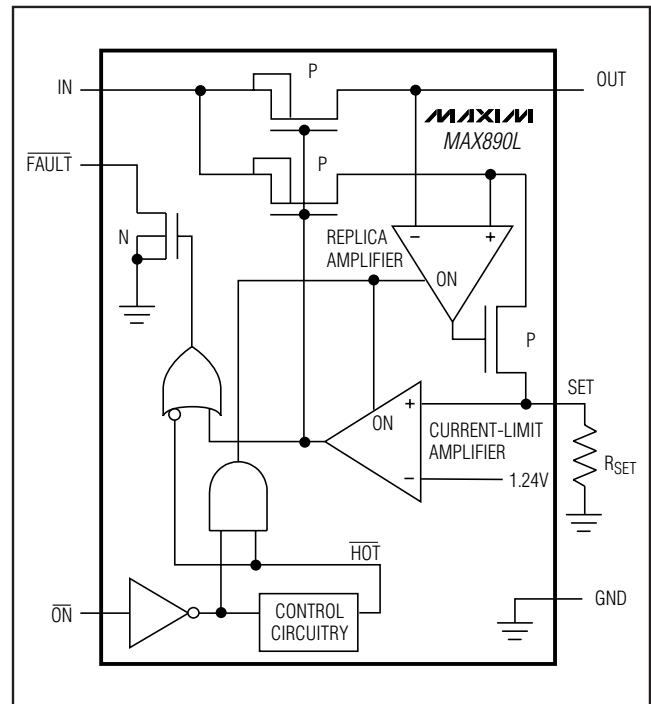 P
IN
OUT
MAXIM
MAX890L
FAULT
P
N
REPLICA
AMPLIFIER
−
+
ON
P
SET
+
ON
CURRENT-LIMIT
AMPLIFIER
−
1.24V
RSET
HOT
GND
ON
CONTROL
CIRCUITRY